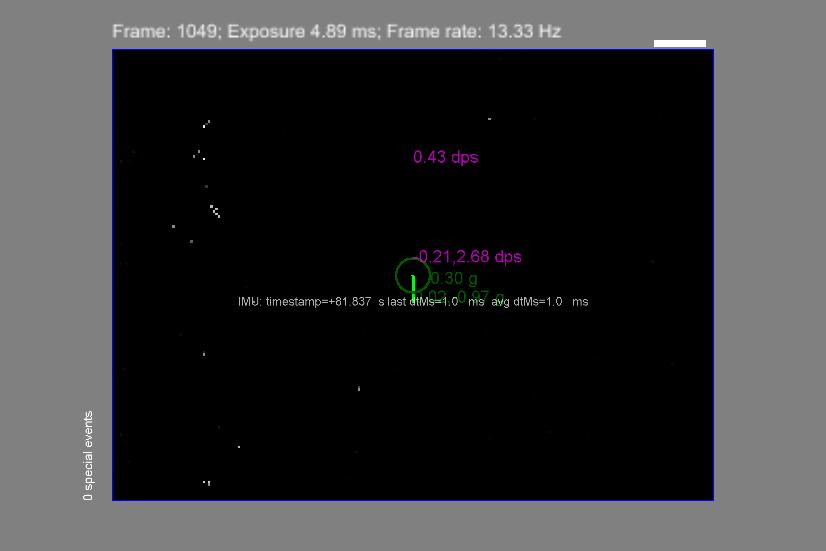 Frame: 1049; Exposure 4.89 ms; Frame rate: 13.33 Hz
0.43 dps
-0.21,2.68 dps
0.30 g
0.97 g
IMU: timestamp=+81.837 s last dtMs=1.0 ms avg dtMs=1.0 ms
0 special events